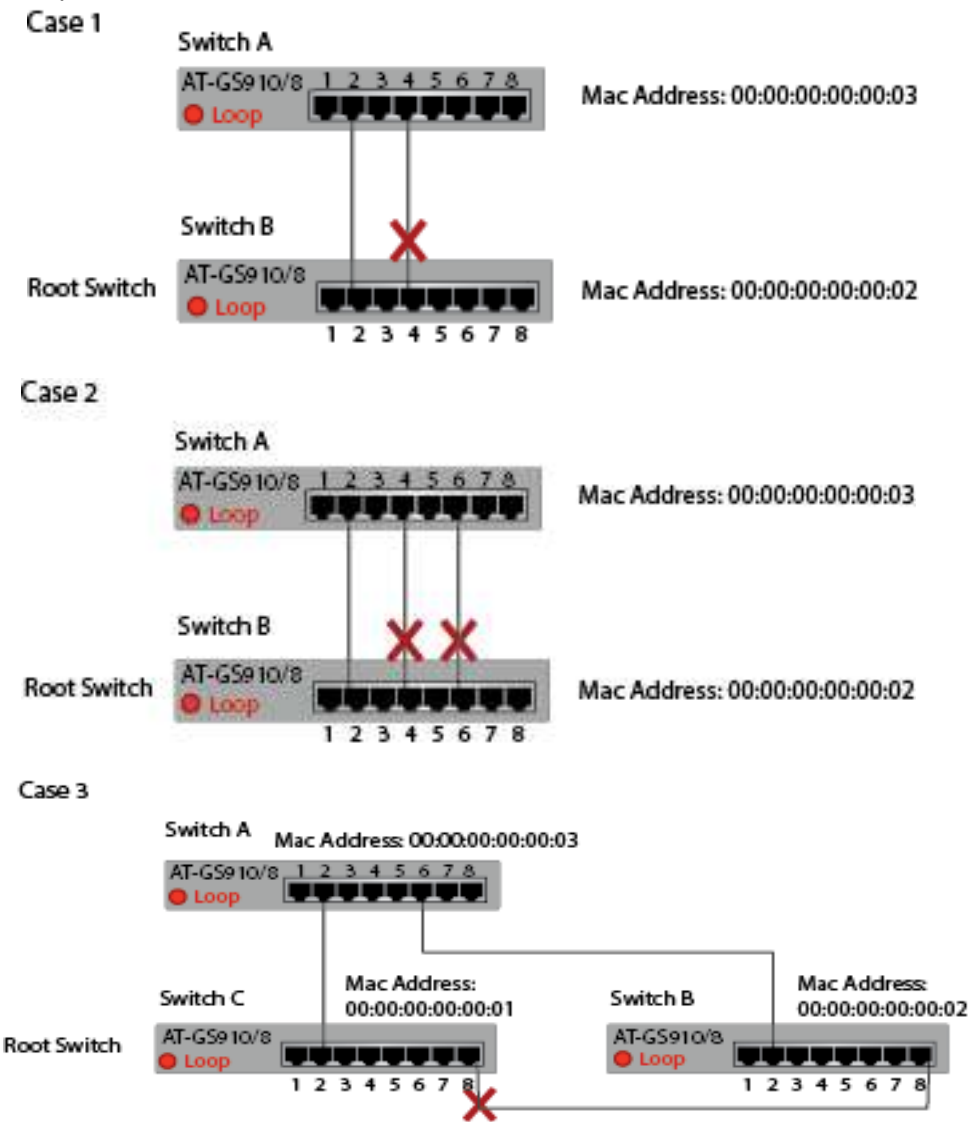 Case 1
Switch A
AT-GS910/8 1 2 3 4 5 6 7 8
Loop
Mac Address: 00:00:00:00:00:03
Switch B
Root Switch
AT-GS910/8
Loop
Mac Address: 00:00:00:00:00:02
1 2 3 4 5 6 7 8
Case 2
Switch A
AT-GS910/8 1 2 3 4 5 6 7 8
Loop
Mac Address: 00:00:00:00:00:03
Switch B
Root Switch
AT-GS910/8
Loop
Mac Address: 00:00:00:00:00:02
1 2 3 4 5 6 7 8
Case 3
Switch A
Mac Address: 00:00:00:00:00:03
AT-GS910/8 1 2 3 4 5 6 7 8
Loop
Switch C
Mac Address:
00:00:00:00:00:01
Root Switch
AT-GS910/8
Loop
1 2 3 4 5 6 7 8
Switch B
Mac Address:
00:00:00:00:00:02
AT-GS910/8
Loop
1 2 3 4 5 6 7 8